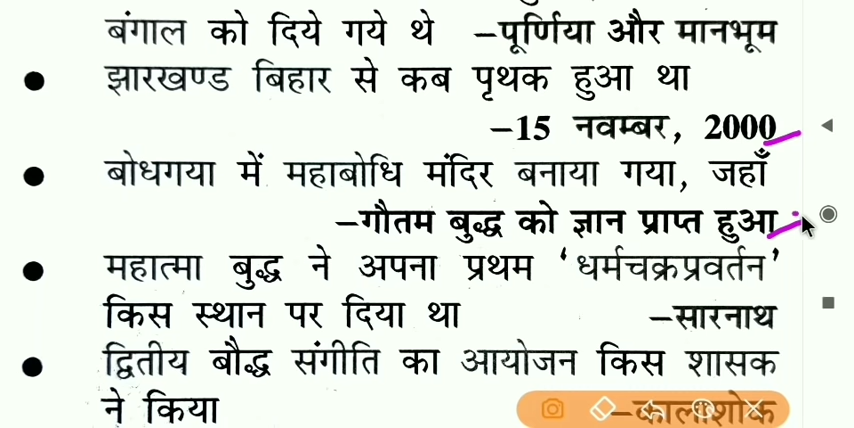 बंगाल को दिये गये थे –पूर्णिया और मानभूम
● झारखण्ड बिहार से कब पृथक हुआ था
–15 नवम्बर, 2000
● बोधगया में महाबोधि मंदिर बनाया गया, जहाँ
–गौतम बुद्ध को ज्ञान प्राप्त हुआ
● महात्मा बुद्ध ने अपना प्रथम ‘धर्मचक्रप्रवर्तन’
किस स्थान पर दिया था –सारनाथ
● द्वितीय बौद्ध संगीति का आयोजन किस शासक
ने किया –कालाशोक